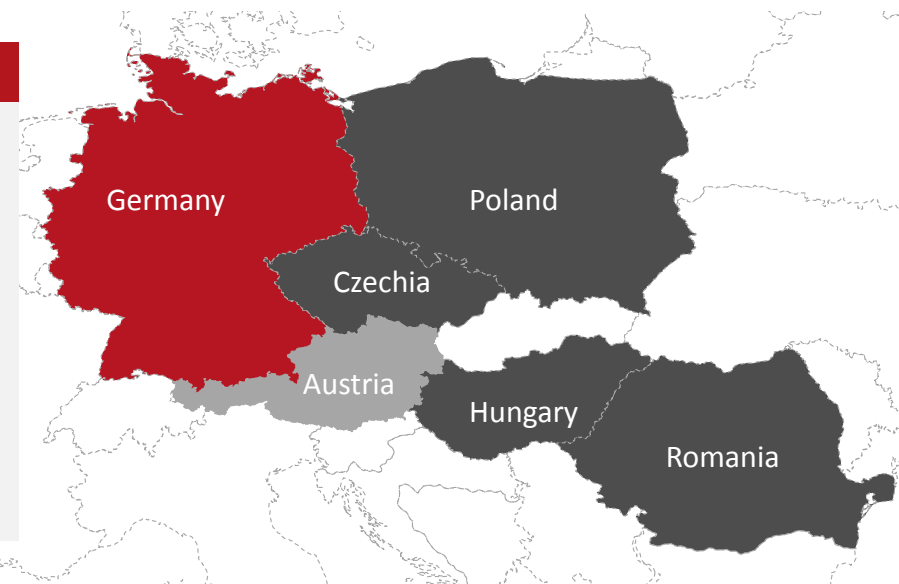 Germany
Poland
Czechia
Austria
Hungary
Romania